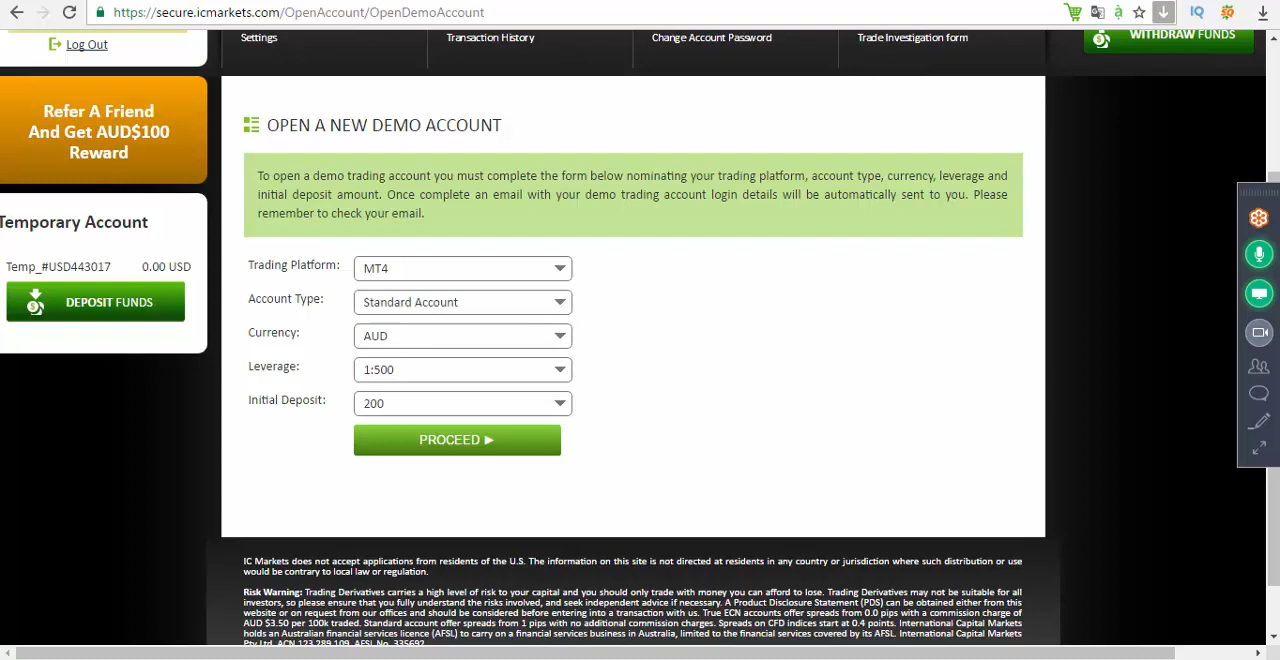 https://secure.icmarkets.com/OpenAccount/OpenDemoAccount
Log Out
Settings
Transaction History
Change Account Password
Trade Investigation form
WITHDRAW FUNDS
Refer A Friend
And Get AUD$100
Reward
Temporary Account
Temp_#USD443017 0.00 USD
DEPOSIT FUNDS
OPEN A NEW DEMO ACCOUNT
To open a demo trading account you must complete the form below nominating your trading platform, account type, currency, leverage and
initial deposit amount. Once complete an email with your demo trading account login details will be automatically sent to you. Please
remember to check your email.
Trading Platform: MT4
Account Type: Standard Account
Currency: AUD
Leverage: 1:500
Initial Deposit: 200
PROCEED ▶
IC Markets does not accept applications from residents of the U.S. The information on this site is not directed at residents in any country or jurisdiction where such distribution or use
would be contrary to local law or regulation.
Risk Warning: Trading Derivatives carries a high level of risk to your capital and you should only trade with money you can afford to lose. Trading Derivatives may not be suitable for all
investors, so please ensure that you fully understand the risks involved, and seek independent advice if necessary. A Product Disclosure Statement (PDS) can be obtained either from this
website or on request from our offices and should be considered before entering into a transaction with us. True ECN accounts offer spreads from 0.0 pips with a commission charge of
AUD $3.50 per 100k traded. Standard account offer spreads from 1 pips with no additional commission charges. Spreads on CFD indices start at 0.4 points. International Capital Markets
holds an Australian financial services licence (AFSL) to carry on a financial services business in Australia, limited to the financial services covered by its AFSL. International Capital Markets
Pty Ltd. ACN 123 289 109, AFSL No. 335692.